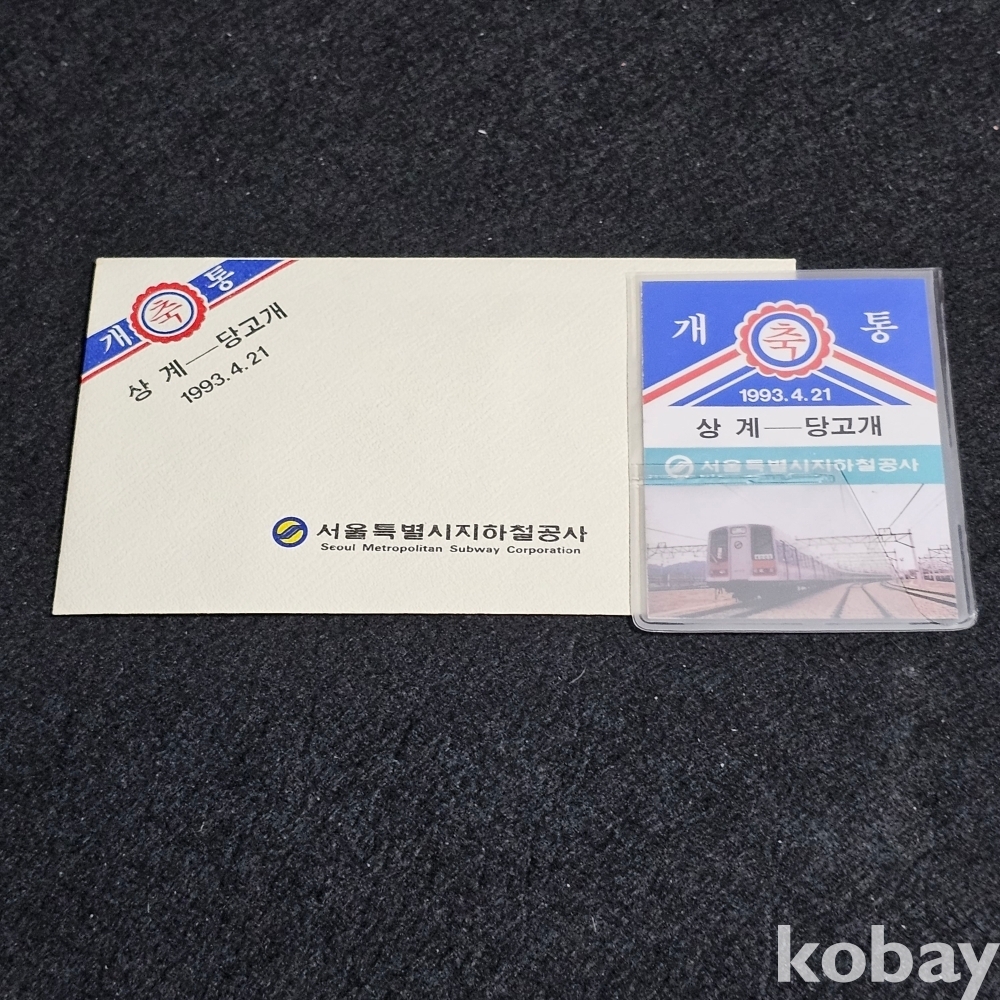 개 축 통
상 계―당고개
1993.4.21
서울특별시지하철공사
Seoul Metropolitan Subway Corporation
개 축 통
1993.4.21
상 계―당고개
서울특별시지하철공사
kobay